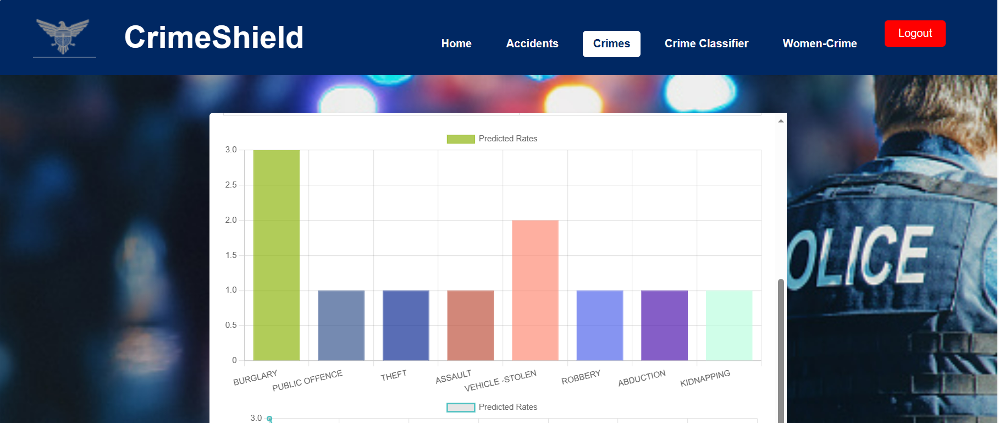 CrimeShield
Home
Accidents
Crimes
Crime Classifier
Women-Crime
Logout
Predicted Rates
3.0
2.5
2.0
1.5
1.0
0.5
0
BURGLARY
PUBLIC OFFENCE
THEFT
ASSAULT
VEHICLE -STOLEN
ROBBERY
ABDUCTION
KIDNAPPING
OLICE
Predicted Rates
3.0